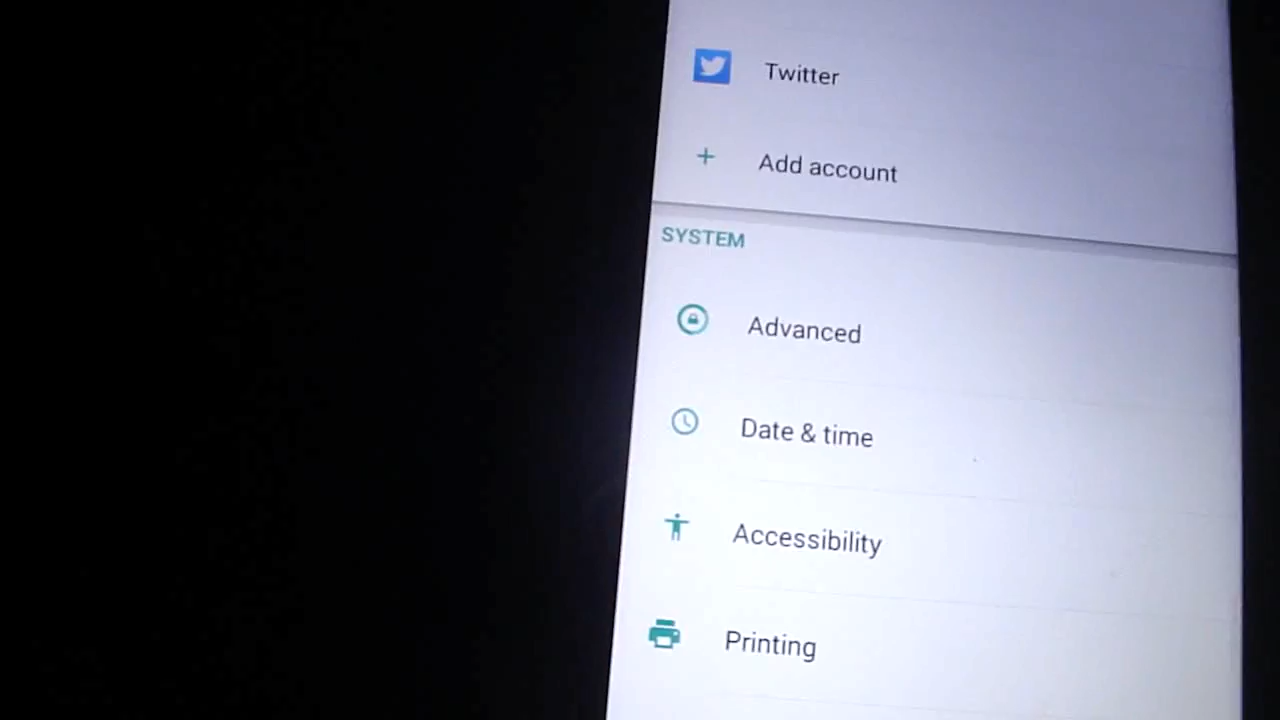 Twitter
Add account
SYSTEM
Advanced
Date & time
Accessibility
Printing